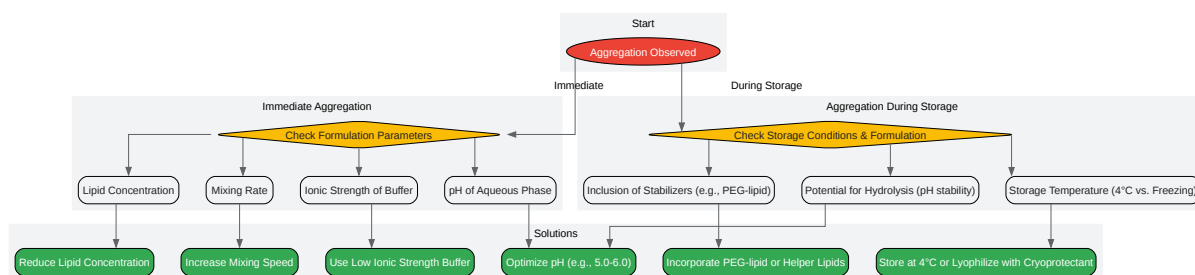 Start
Aggregation Observed
Immediate
During Storage
Immediate Aggregation
Aggregation During Storage
Check Formulation Parameters
Check Storage Conditions & Formulation
Lipid Concentration
Mixing Rate
Ionic Strength of Buffer
pH of Aqueous Phase
Inclusion of Stabilizers (e.g., PEG-lipid)
Potential for Hydrolysis (pH stability)
Storage Temperature (4°C vs. Freezing)
Solutions
Reduce Lipid Concentration
Increase Mixing Speed
Use Low Ionic Strength Buffer
Optimize pH (e.g., 5.0-6.0)
Incorporate PEG-lipid or Helper Lipids
Store at 4°C or Lyophilize with Cryoprotectant